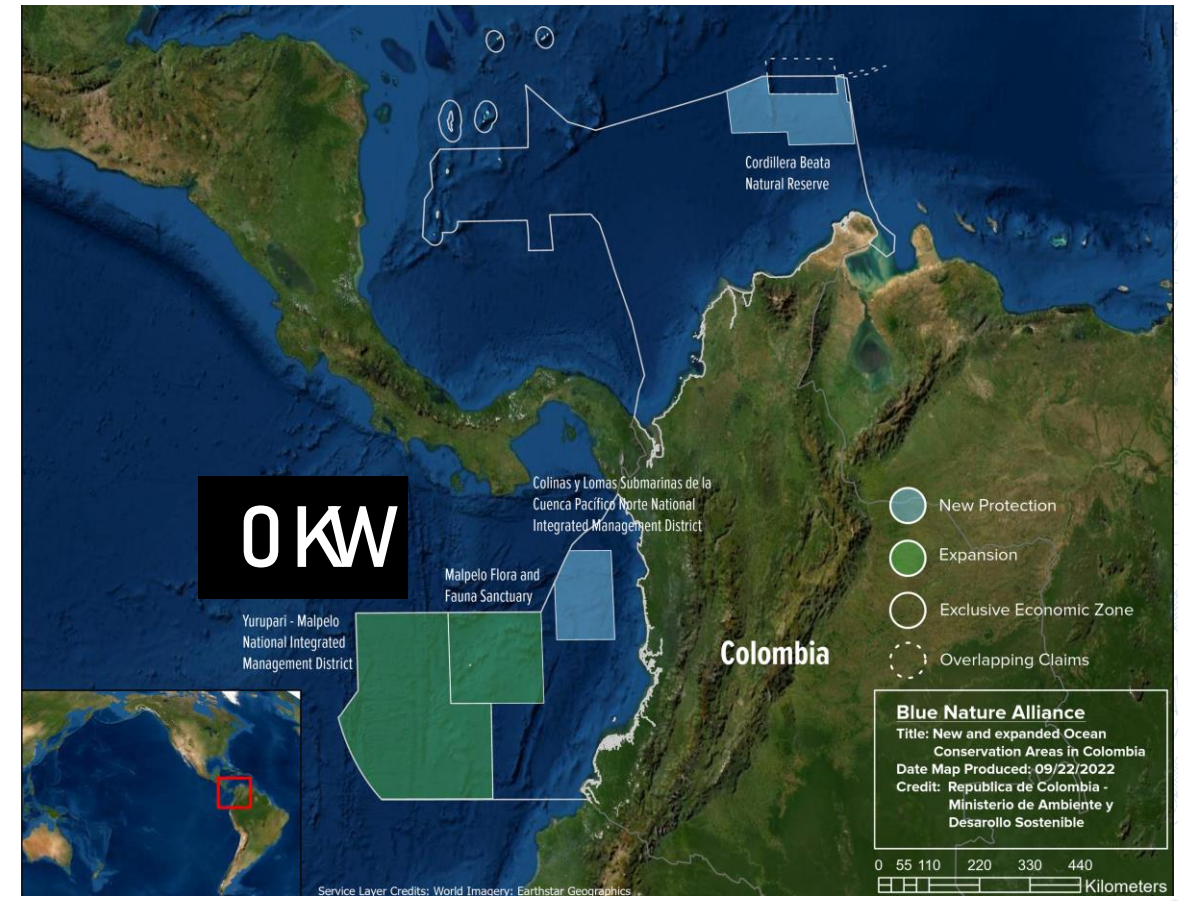 Cordillera Beata
Natural Reserve
Colinas y Lomas Submarinas de la
Cuenca Pacífico Norte National
Integrated Management District
0 KW
Malpelo Flora and
Fauna Sanctuary
Yurupari - Malpelo
National Integrated
Management District
Colombia
New Protection
Expansion
Exclusive Economic Zone
Overlapping Claims
Blue Nature Alliance
Title: New and expanded Ocean
Conservation Areas in Colombia
Date Map Produced: 09/22/2022
Credit: Republica de Colombia -
Ministerio de Ambiente y
Desarollo Sostenible
0 55 110 220 330 440
Kilometers
Service Layer Credits: World Imagery: Earthstar Geographics